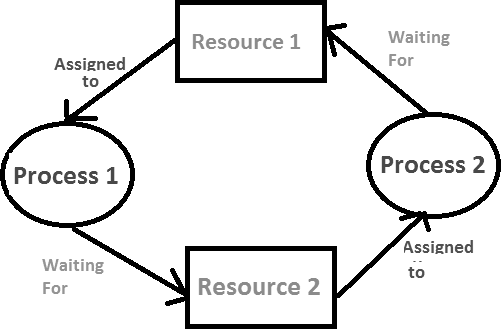 Resource 1
Waiting
For
Assigned
to
Process 1
Process 2
Waiting
For
Resource 2
Assigned
to